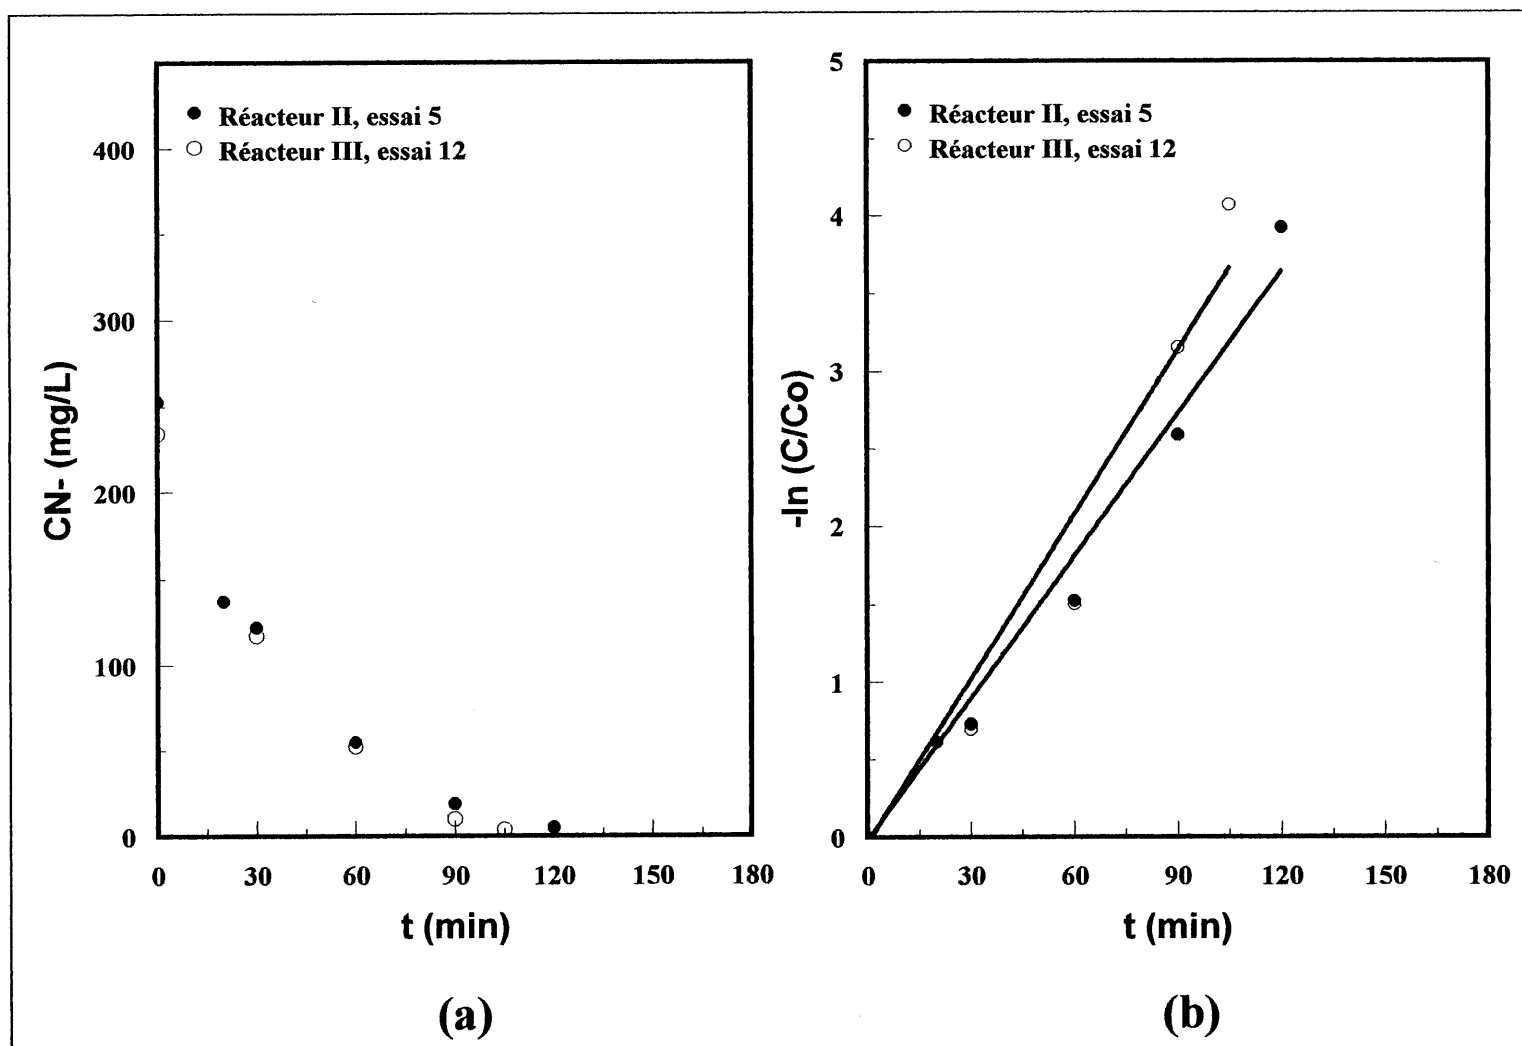 Réacteur II, essai 5
Réacteur III, essai 12
400
300
200
100
0
CN- (mg/L)
0 30 60 90 120 150 180
t (min)
(a)
Réacteur II, essai 5
Réacteur III, essai 12
5
4
3
2
1
0
-ln (C/Co)
0 30 60 90 120 150 180
t (min)
(b)